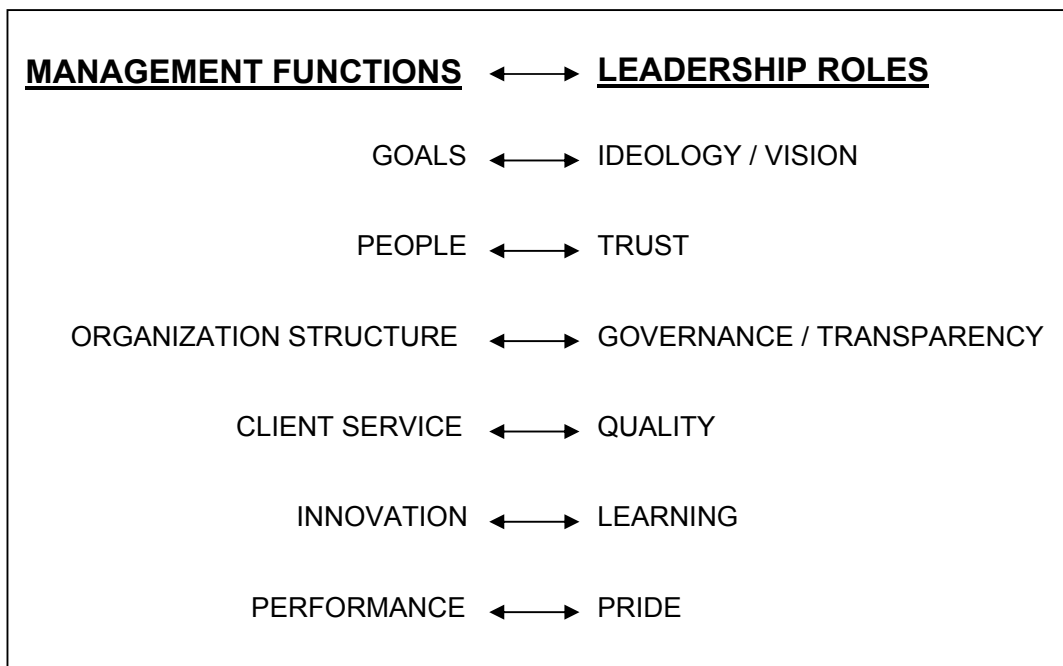 MANAGEMENT FUNCTIONS ←→ LEADERSHIP ROLES
GOALS ←→ IDEOLOGY / VISION
PEOPLE ←→ TRUST
ORGANIZATION STRUCTURE ←→ GOVERNANCE / TRANSPARENCY
CLIENT SERVICE ←→ QUALITY
INNOVATION ←→ LEARNING
PERFORMANCE ←→ PRIDE